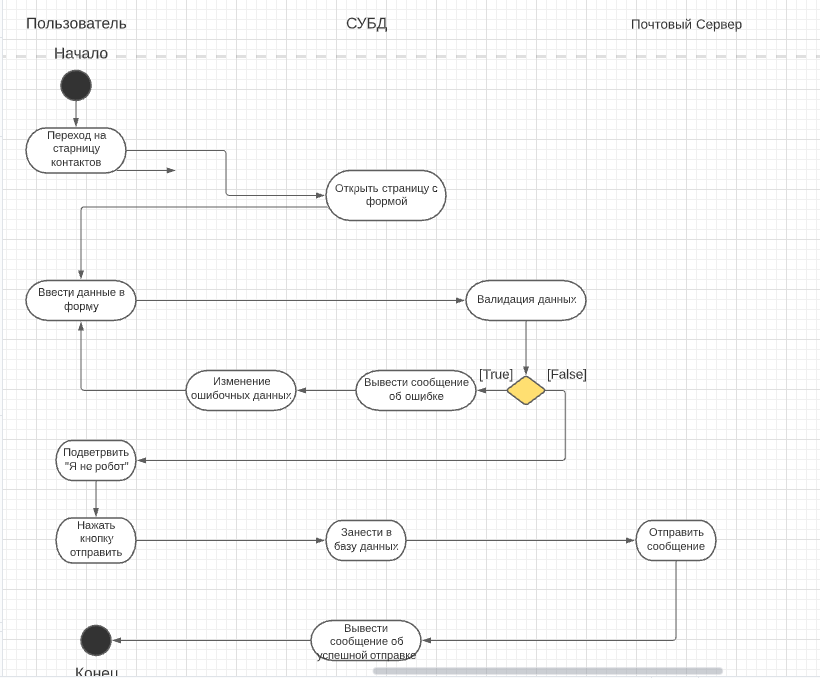 Пользователь
СУБД
Почтовый Сервер
Начало
Переход на
старницу
контактов
Открыть страницу с
формой
Ввести данные в
форму
Валидация данных
[True]
[False]
Изменение
ошибочных данных
Вывести сообщение
об ошибке
Подветрвить
"Я не робот"
Нажать
кнопку
отправить
Занести в
базу данных
Отправить
сообщение
Вывести
сообщение об
успешной отправке
Конец